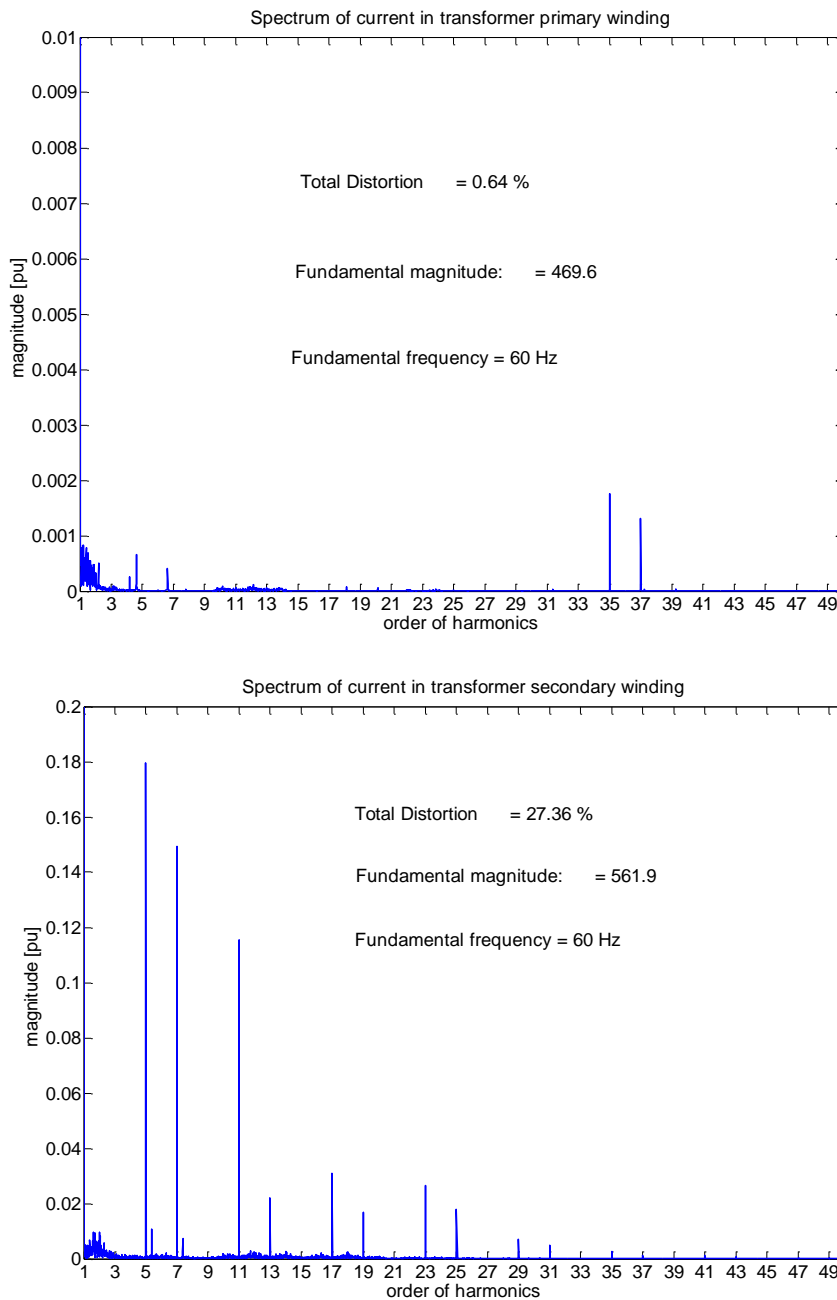 Spectrum of current in transformer primary winding
0.01
0.009
0.008
0.007
0.006
0.005
0.004
0.003
0.002
0.001
0
magnitude [pu]
Total Distortion = 0.64 %
Fundamental magnitude: = 469.6
Fundamental frequency = 60 Hz
1 3 5 7 9 11 13 15 17 19 21 23 25 27 29 31 33 35 37 39 41 43 45 47 49
order of harmonics
Spectrum of current in transformer secondary winding
0.2
0.18
0.16
0.14
0.12
0.1
0.08
0.06
0.04
0.02
0
magnitude [pu]
Total Distortion = 27.36 %
Fundamental magnitude: = 561.9
Fundamental frequency = 60 Hz
1 3 5 7 9 11 13 15 17 19 21 23 25 27 29 31 33 35 37 39 41 43 45 47 49
order of harmonics